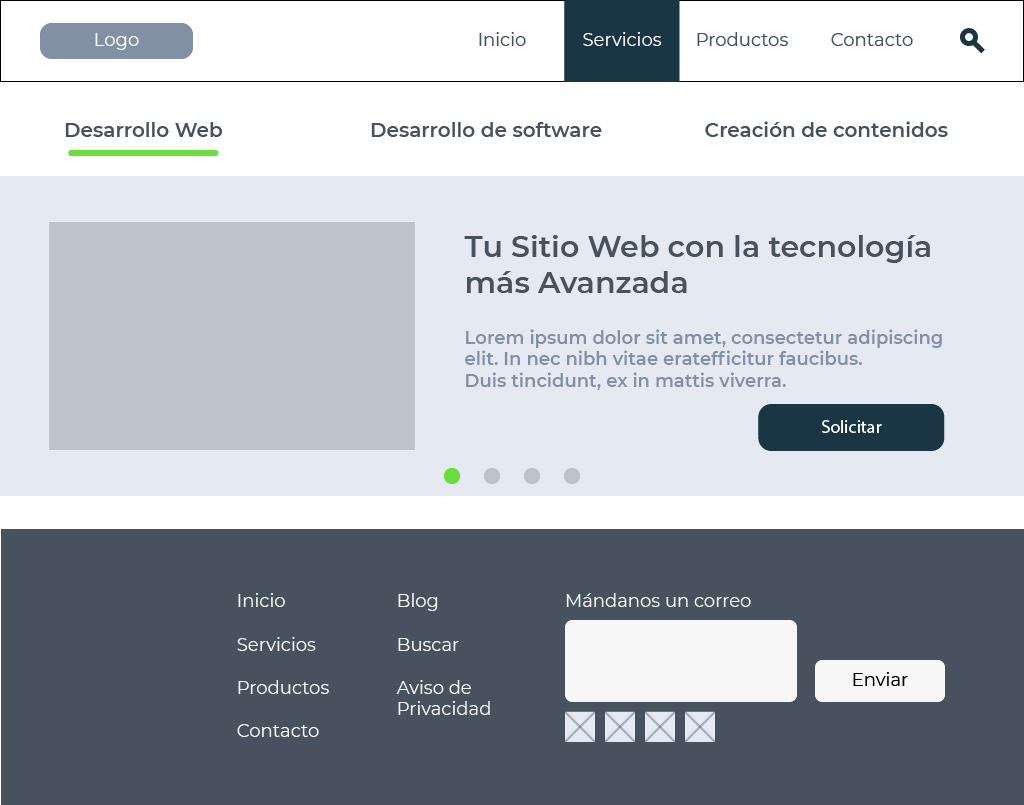 Logo
Inicio
Servicios
Productos
Contacto
Desarrollo Web
Desarrollo de software
Creación de contenidos
Tu Sitio Web con la tecnología
más Avanzada
Lorem ipsum dolor sit amet, consectetur adipiscing
elit. In nec nibh vitae eratefficitur faucibus.
Duis tincidunt, ex in mattis viverra.
Solicitar
Inicio
Servicios
Productos
Contacto
Blog
Buscar
Aviso de
Privacidad
Mándanos un correo
Enviar